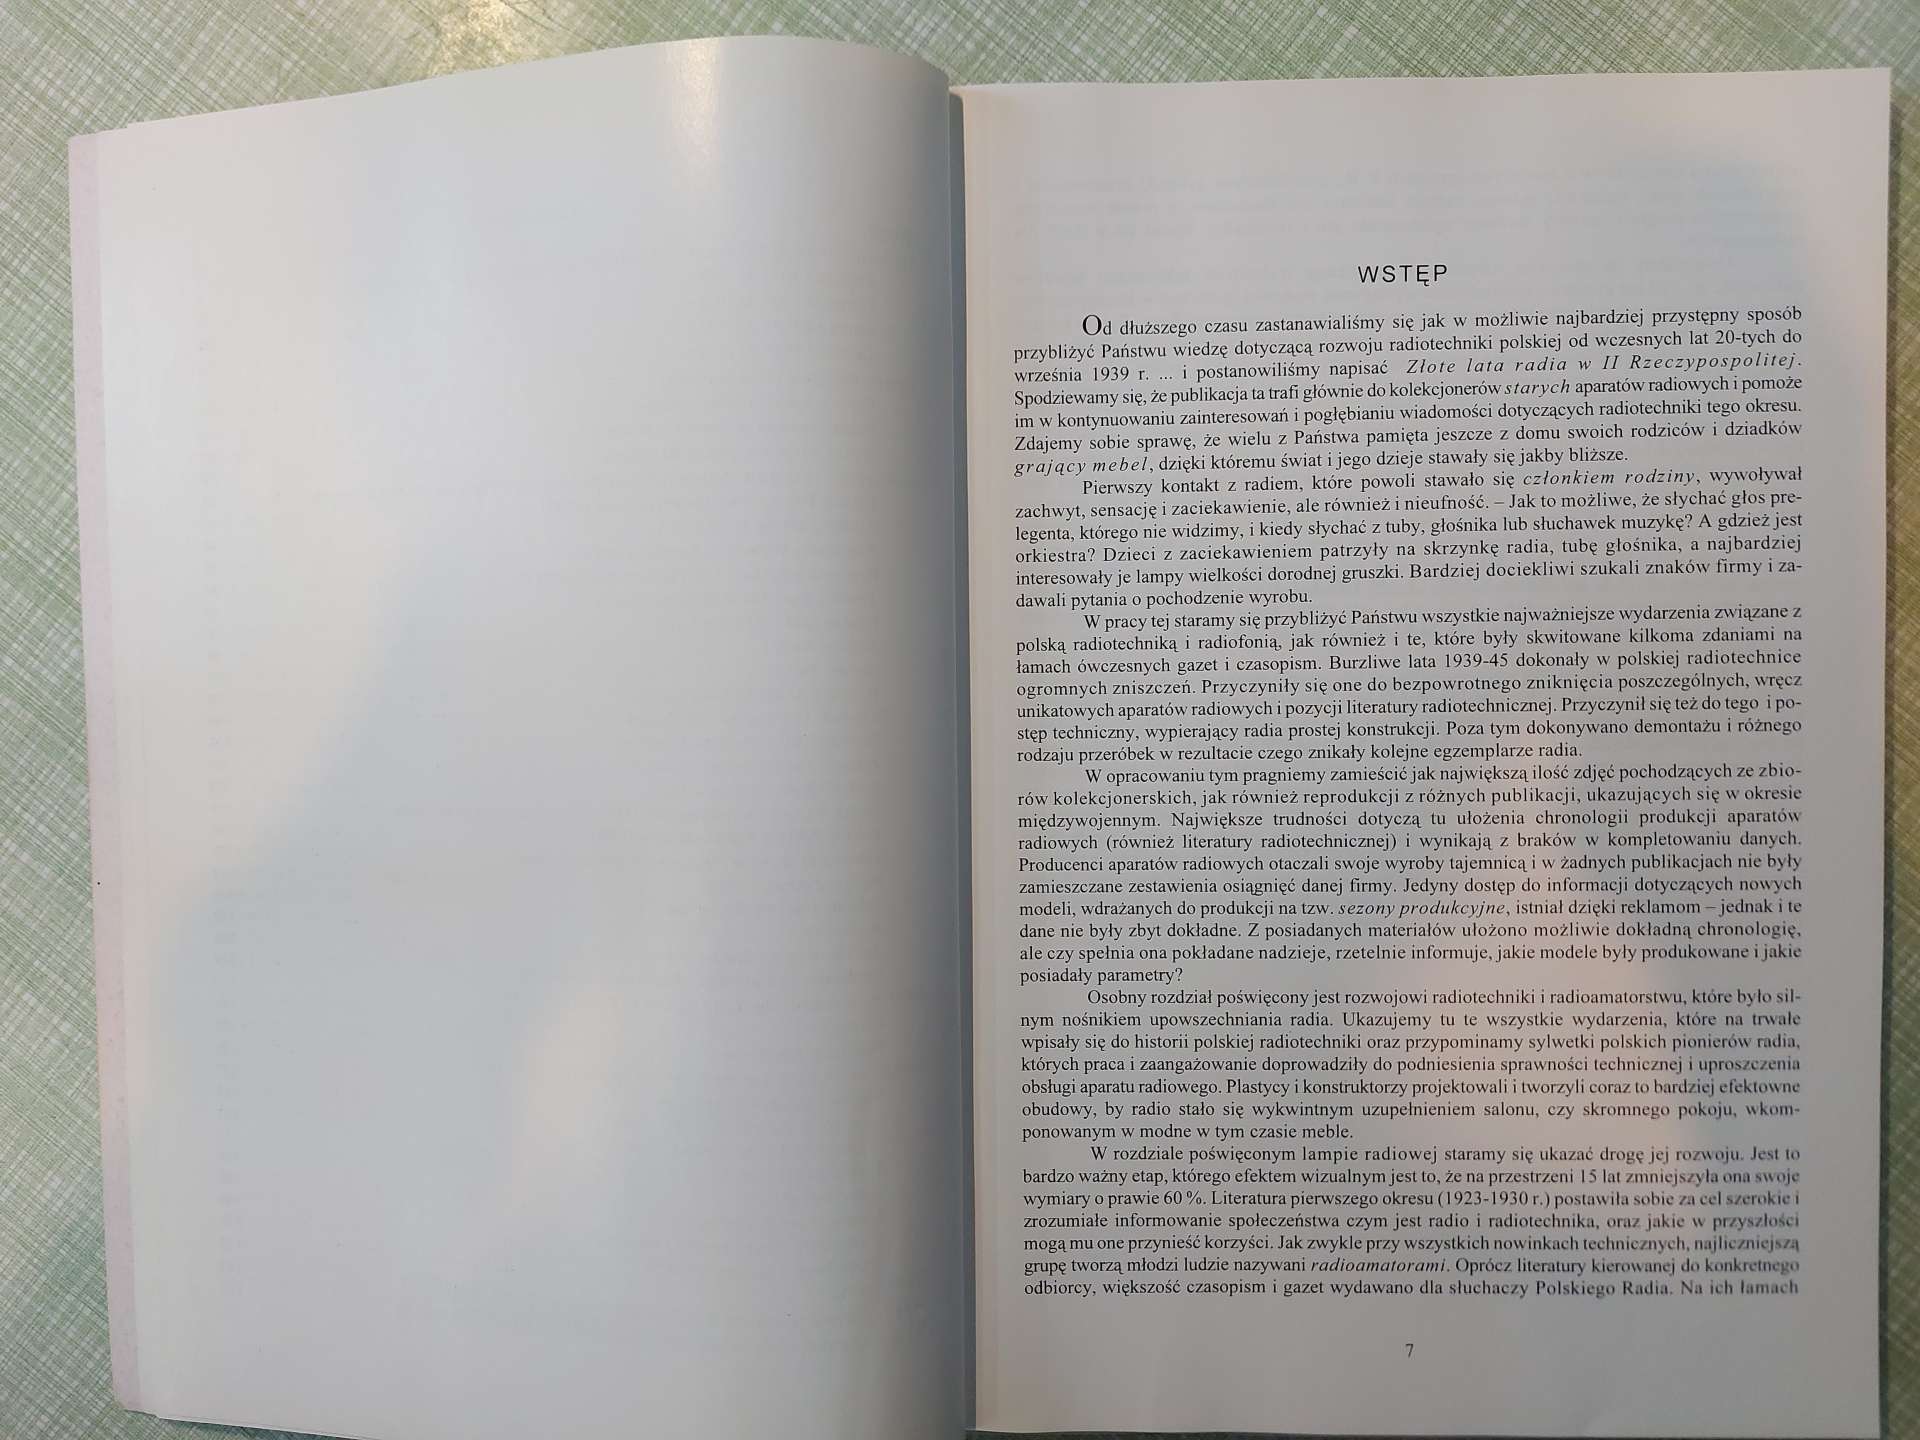 WSTĘP
Od dłuższego czasu zastanawialiśmy się jak w możliwie najbardziej przystępny sposób
przybliżyć Państwu wiedzę dotyczącą rozwoju radiotechniki polskiej od wczesnych lat 20-tych do
września 1939 r. ... i postanowiliśmy napisać Złote lata radia w II Rzeczypospolitej.
Spodziewamy się, że publikacja ta trafi głównie do kolekcjonerów starych aparatów radiowych i pomoże
im w kontynuowaniu zainteresowań i pogłębianiu wiadomości dotyczących radiotechniki tego okresu.
Zdajemy sobie sprawę, że wielu z Państwa pamięta jeszcze z domu swoich rodziców i dziadków
grający mebel, dzięki któremu świat i jego dzieje stawały się jakby bliższe.
Pierwszy kontakt z radiem, które powoli stawało się członkiem rodziny, wywoływał
zachwyt, sensację i zaciekawienie, ale również i nieufność. – Jak to możliwe, że słychać głos pre-
legenta, którego nie widzimy, i kiedy słychać z tuby, głośnika lub słuchawek muzykę? A gdzież jest
orkiestra? Dzieci z zaciekawieniem patrzyły na skrzynkę radia, tubę głośnika, a najbardziej
interesowały je lampy wielkości dorodnej gruszki. Bardziej dociekliwi szukali znaków firmy i za-
dawali pytania o pochodzenie wyrobu.
W pracy tej staramy się przybliżyć Państwu wszystkie najważniejsze wydarzenia związane z
polską radiotechniką i radiofonią, jak również i te, które były skwitowane kilkoma zdaniami na
łamach ówczesnych gazet i czasopism. Burzliwe lata 1939-45 dokonały w polskiej radiotechnice
ogromnych zniszczeń. Przyczyniły się one do bezpowrotnego zniknięcia poszczególnych, wręcz
unikatowych aparatów radiowych i pozycji literatury radiotechnicznej. Przyczynił się też do tego i po-
stęp techniczny, wypierający radia prostej konstrukcji. Poza tym dokonywano demontażu i różnego
rodzaju przeróbek w rezultacie czego znikały kolejne egzemplarze radia.
W opracowaniu tym pragniemy zamieścić jak największą ilość zdjęć pochodzących ze zbio-
rów kolekcjonerskich, jak również reprodukcji z różnych publikacji, ukazujących się w okresie
międzywojennym. Największe trudności dotyczą tu ułożenia chronologii produkcji aparatów
radiowych (również literatury radiotechnicznej) i wynikają z braków w kompletowaniu danych.
Producenci aparatów radiowych otaczali swoje wyroby tajemnicą i w żadnych publikacjach nie były
zamieszczane zestawienia osiągnięć danej firmy. Jedyny dostęp do informacji dotyczących nowych
modeli, wdrażanych do produkcji na tzw. sezony produkcyjne, istniał dzięki reklamom – jednak i te
dane nie były zbyt dokładne. Z posiadanych materiałów ułożono możliwie dokładną chronologię,
ale czy spełnia ona pokładane nadzieje, rzetelnie informuje, jakie modele były produkowane i jakie
posiadały parametry?
Osobny rozdział poświęcony jest rozwojowi radiotechniki i radioamatorstwu, które było sil-
nym nośnikiem upowszechniania radia. Ukazujemy tu te wszystkie wydarzenia, które na trwałe
wpisały się do historii polskiej radiotechniki oraz przypominamy sylwetki polskich pionierów radia,
których praca i zaangażowanie doprowadziły do podniesienia sprawności technicznej i uproszczenia
obsługi aparatu radiowego. Plastycy i konstruktorzy projektowali i tworzyli coraz to bardziej efektowne
obudowy, by radio stało się wykwintnym uzupełnieniem salonu, czy skromnego pokoju, wkom-
ponowanym w modne w tym czasie meble.
W rozdziale poświęconym lampie radiowej staramy się ukazać drogę jej rozwoju. Jest to
bardzo ważny etap, którego efektem wizualnym jest to, że na przestrzeni 15 lat zmniejszyła ona swoje
wymiary o prawie 60 %. Literatura pierwszego okresu (1923-1930 r.) postawiła sobie za cel szerokie i
zrozumiałe informowanie społeczeństwa czym jest radio i radiotechnika, oraz jakie w przyszłości
mogą mu one przynieść korzyści. Jak zwykle przy wszystkich nowinkach technicznych, najliczniejszą
grupę tworzą młodzi ludzie nazywani radioamatorami. Oprócz literatury kierowanej do konkretnego
odbiorcy, większość czasopism i gazet wydawano dla słuchaczy Polskiego Radia. Na ich łamach
7